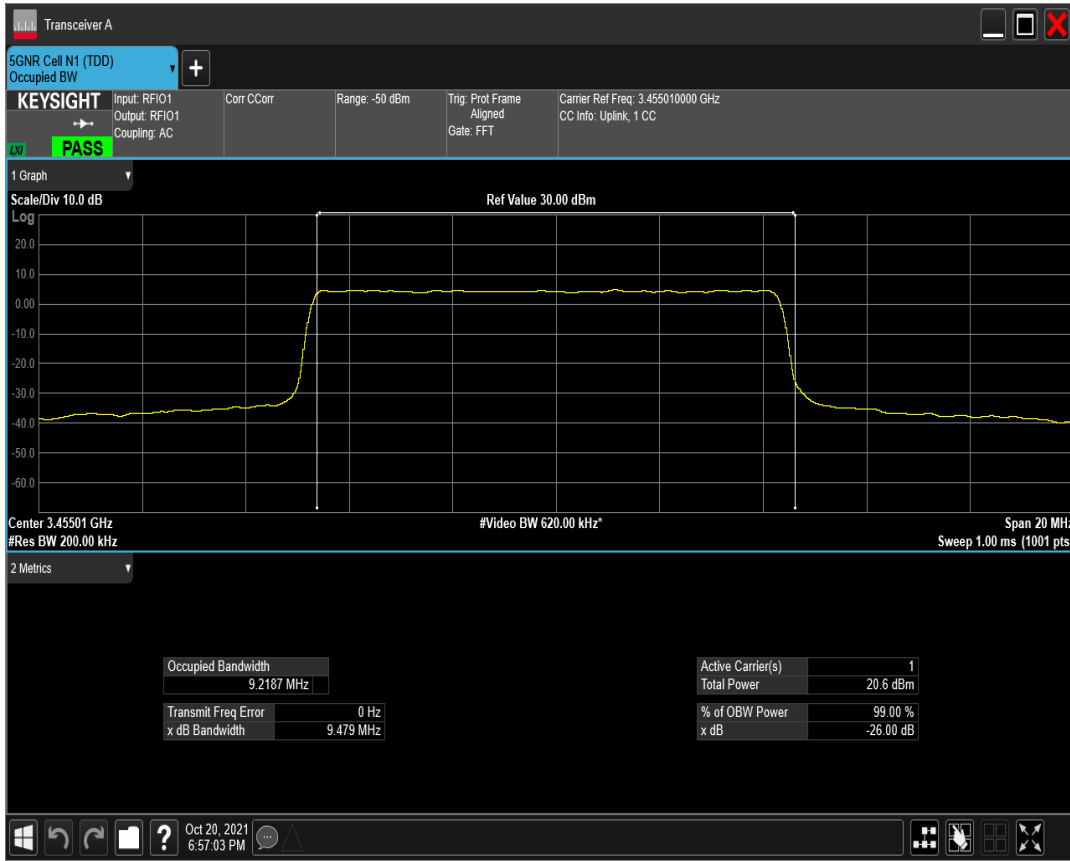 Transceiver A
5GNR Cell N1 (TDD)
Occupied BW
+
KEYSIGHT
LXI
PASS
Input: RFIO1
Output: RFIO1
Coupling: AC
Corr CCorr
Range: -50 dBm
Trig: Prot Frame
Aligned
Gate: FFT
Carrier Ref Freq: 3.455010000 GHz
CC Info: Uplink, 1 CC
1 Graph
Scale/Div 10.0 dB
Ref Value 30.00 dBm
Log
20.0
10.0
0.00
-10.0
-20.0
-30.0
-40.0
-50.0
-60.0
Center 3.45501 GHz
#Video BW 620.00 kHz*
Span 20 MHz
#Res BW 200.00 kHz
Sweep 1.00 ms (1001 pts
2 Metrics
Occupied Bandwidth
9.2187 MHz
Transmit Freq Error 0 Hz
x dB Bandwidth 9.479 MHz
Active Carrier(s) 1
Total Power 20.6 dBm
% of OBW Power 99.00 %
x dB -26.00 dB
?
Oct 20, 2021
6:57:03 PM